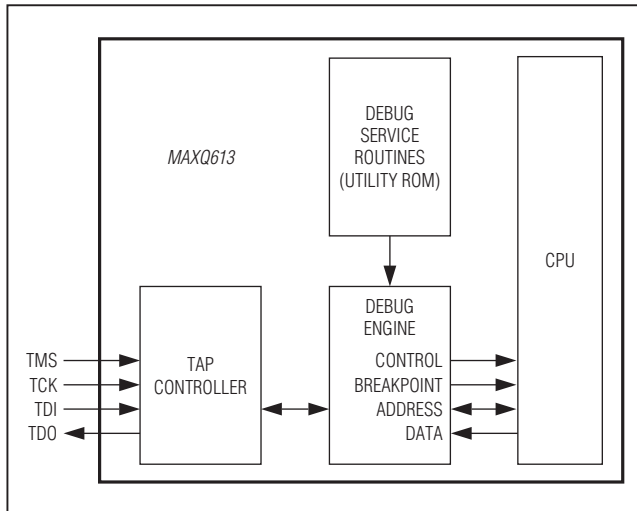 MAXQ613
DEBUG
SERVICE
ROUTINES
(UTILITY ROM)
CPU
TMS
TCK
TDI
TDO
TAP
CONTROLLER
DEBUG
ENGINE
CONTROL
BREAKPOINT
ADDRESS
DATA